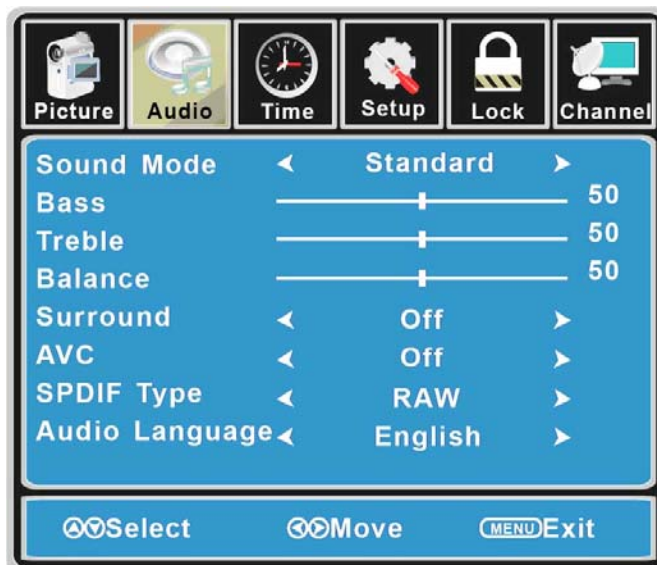 Picture Audio Time Setup Lock Channel
Sound Mode Standard
Bass 50
Treble 50
Balance 50
Surround Off
AVC Off
SPDIF Type RAW
Audio Language English
Select Move MENU Exit